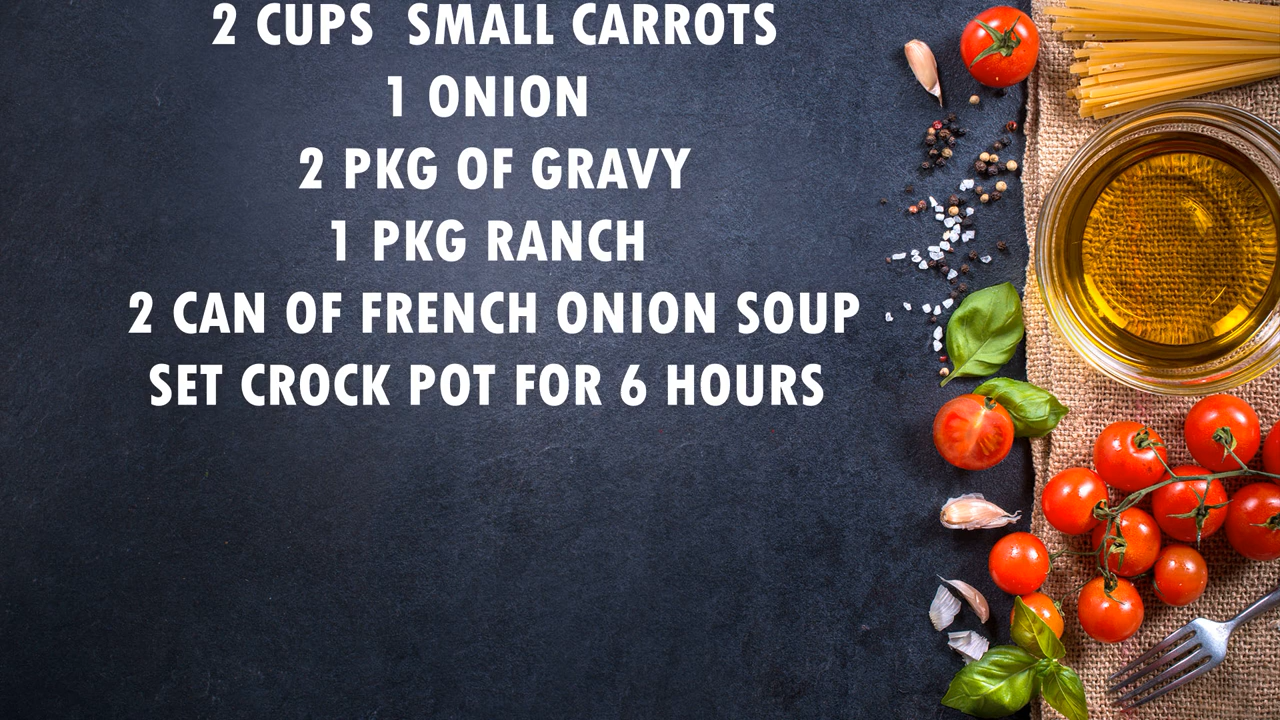 2 CUPS  SMALL CARROTS
1 ONION
2 PKG OF GRAVY
1 PKG RANCH
2 CAN OF FRENCH ONION SOUP
SET CROCK POT FOR 6 HOURS